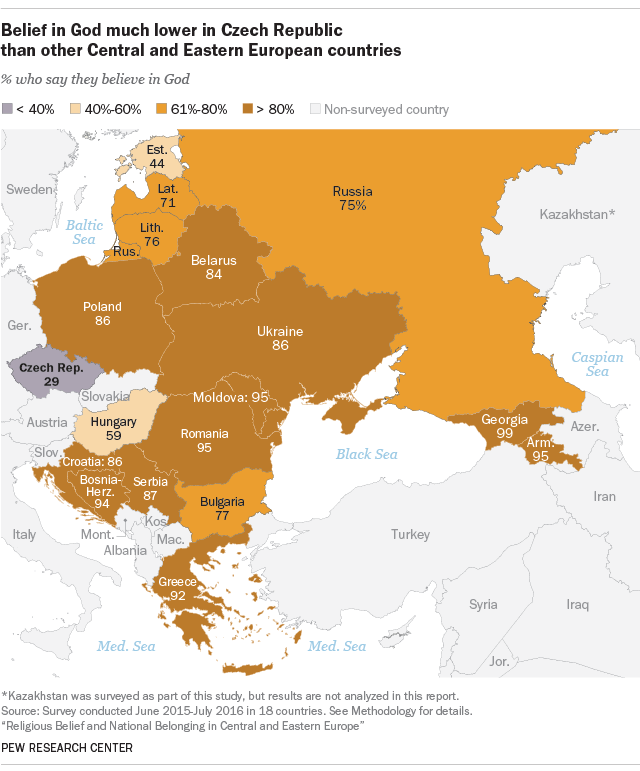 Belief in God much lower in Czech Republic
than other Central and Eastern European countries
% who say they believe in God
< 40% 40%-60% 61%-80% > 80% Non-surveyed country
Est.
44
Sweden
Lat.
71
Russia
75%
Kazakhstan*
Baltic
Sea
Lith.
76
Rus.
Belarus
84
Poland
86
Ger.
Ukraine
86
Czech Rep.
29
Caspian
Sea
Slovakia
Moldova: 95
Austria
Hungary
59
Romania
95
Georgia
99
Azer.
Arm.
95
Slov.
Croatia: 86
Black Sea
Bosnia-
Herz.
94
Serbia
87
Bulgaria
77
Iran
Italy
Mont.
Kos.
Mac.
Albania
Turkey
Greece
92
Syria
Iraq
Med. Sea
Med. Sea
Jor.
*Kazakhstan was surveyed as part of this study, but results are not analyzed in this report.
Source: Survey conducted June 2015-July 2016 in 18 countries. See Methodology for details.
“Religious Belief and National Belonging in Central and Eastern Europe”
PEW RESEARCH CENTER